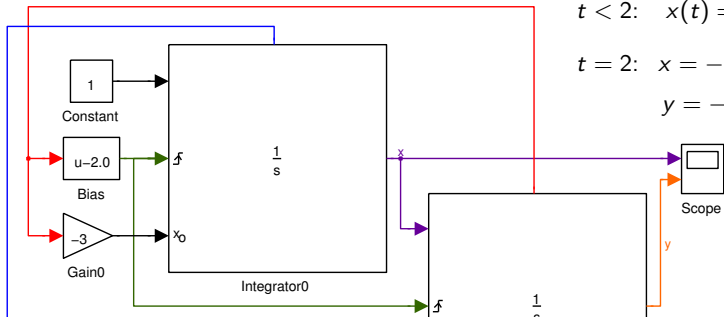 t < 2: x(t) =
t = 2: x = −
y = −
1
Constant
u−2.0
Bias
−3
Gain0
1
s
x
x₀
Integrator0
Scope
y
1
s